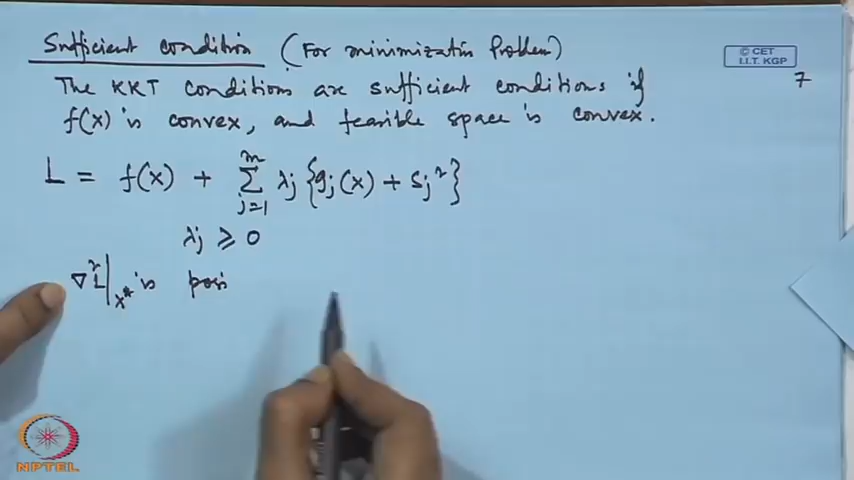 Sufficient condition (For minimization Problem)
© CET
I.I.T. KGP
7
The KKT conditions are sufficient conditions if
f(x) is convex, and feasible space is convex.
L = f(x) + Σ_{j=1}^{m} λj {gj(x) + Sj²}
λj ≥ 0
∇²L|x* is posi
NPTEL